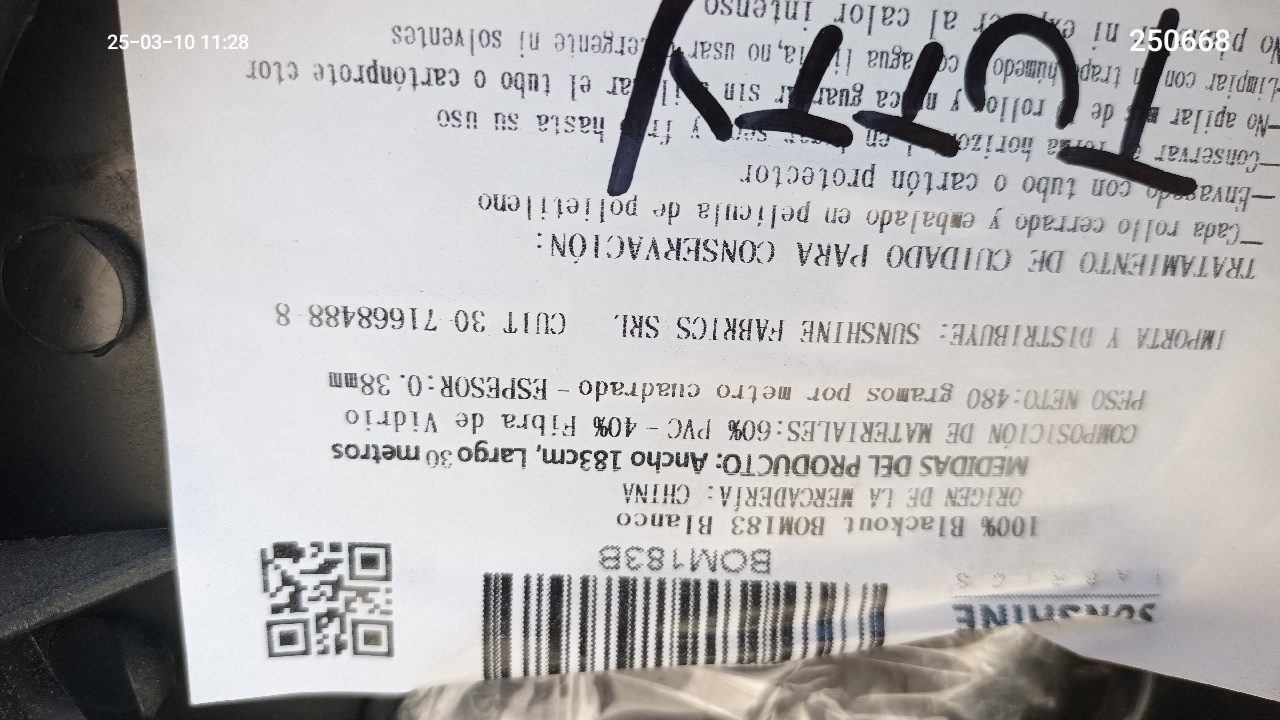 25-03-10 11:28
250668
SUNSHINE
FABRICS
BOM183B
100% Blackout BOM183 Blanco
ORIGEN DE LA MERCADERÍA: CHINA
MEDIDAS DEL PRODUCTO: Ancho 183cm, Largo 30 metros
COMPOSICIÓN DE MATERIALES:60% PVC - 40% Fibra de Vidrio
PESO NETO:480 gramos por metro cuadrado - ESPESOR:0.38mm
IMPORTA Y DISTRIBUYE: SUNSHINE FABRICS SRL. CUIT 30 71668488 8
TRATAMIENTO DE CUIDADO PARA CONSERVACIÓN:
—Cada rollo cerrado y embalado en película de polietileno
—Envasado con tubo o cartón protector
—Conservar en forma horizontal en lugar seco y frío hasta su uso
—No apilar de rollos y nunca guardar sin utilizar el tubo o cartónprote ctor
—Limpiar con un trapo húmedo con agua limpia,no usar detergente ni solventes
No ni exponer al calor intenso